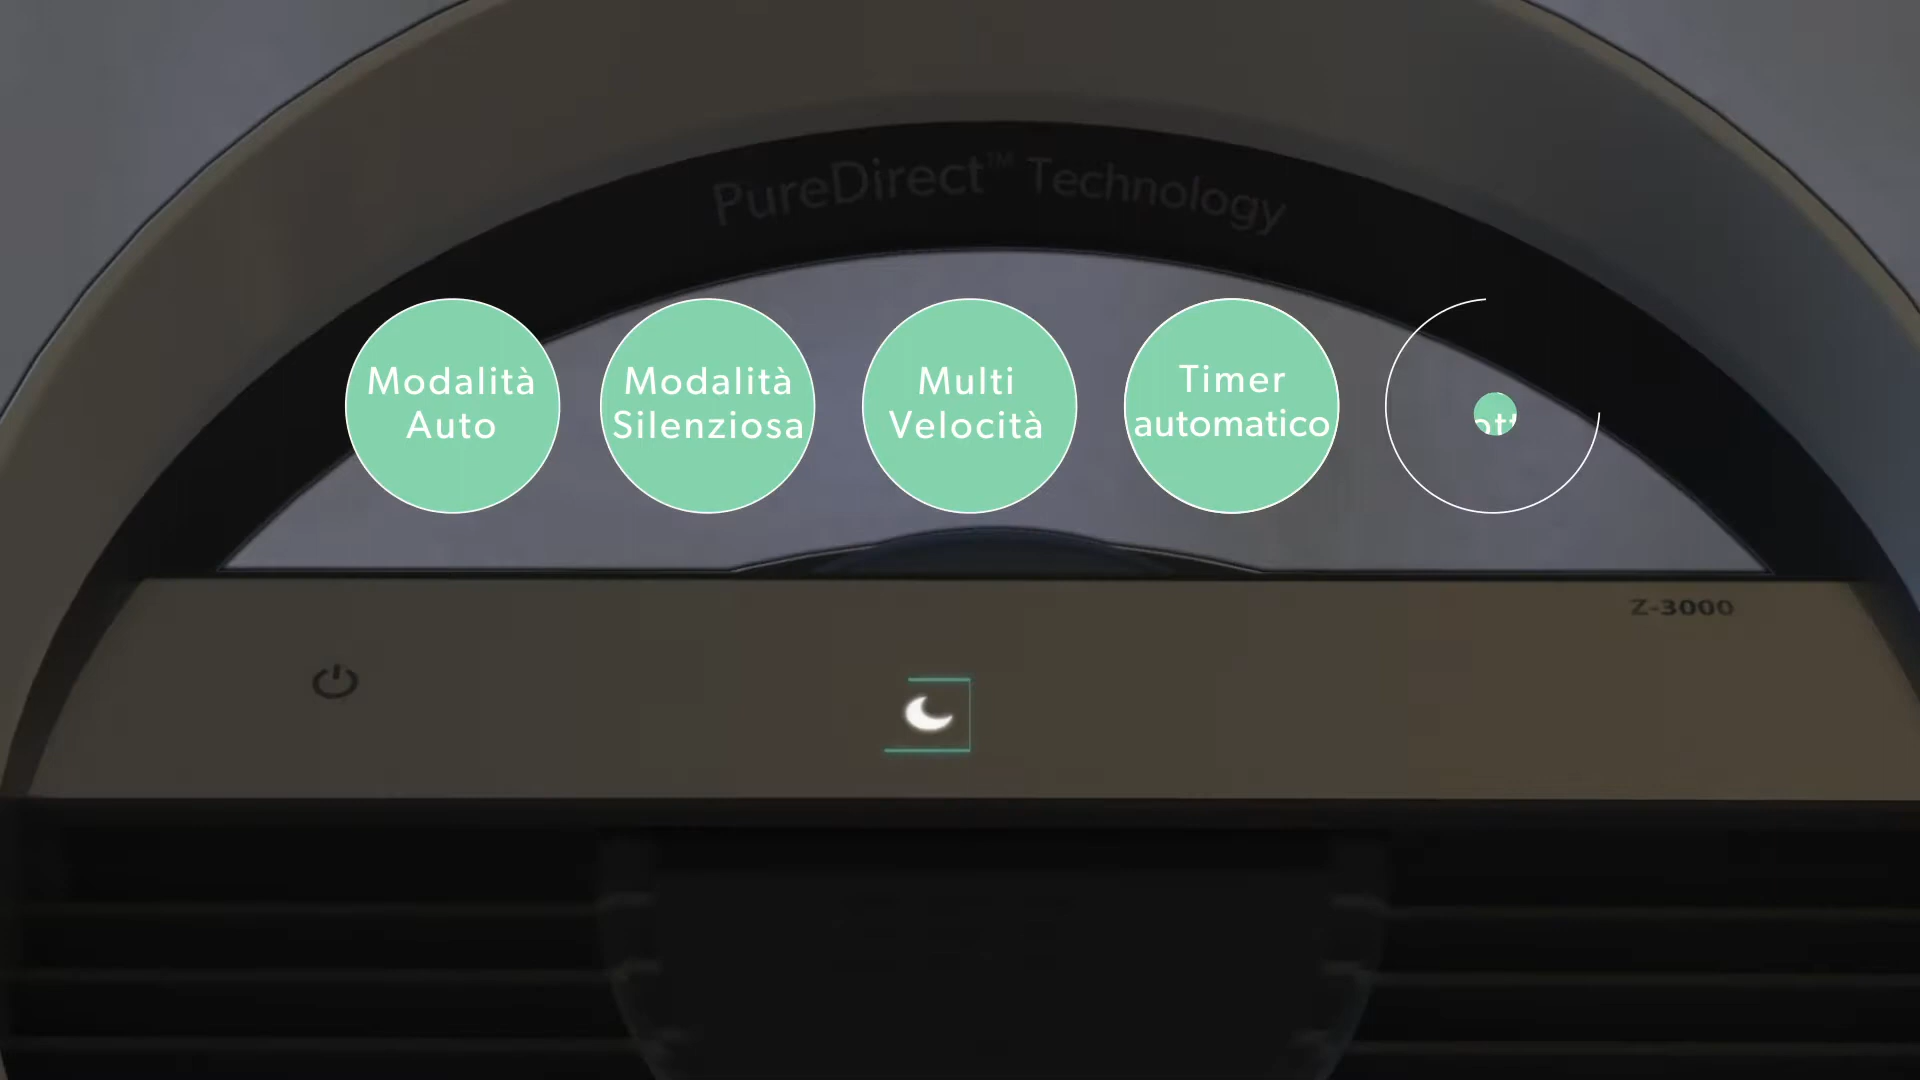 PureDirect™ Technology
Modalità
Auto
Modalità
Silenziosa
Multi
Velocità
Timer
automatico
Z-3000